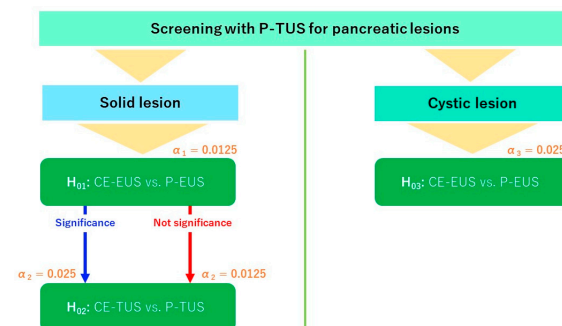 Screening with P-TUS for pancreatic lesions
Solid lesion
Cystic lesion
α₁ = 0.0125
α₃ = 0.025
H₀₁: CE-EUS vs. P-EUS
H₀₃: CE-EUS vs. P-EUS
Significance
Not significance
α₂ = 0.025
α₂ = 0.0125
H₀₂: CE-TUS vs. P-TUS